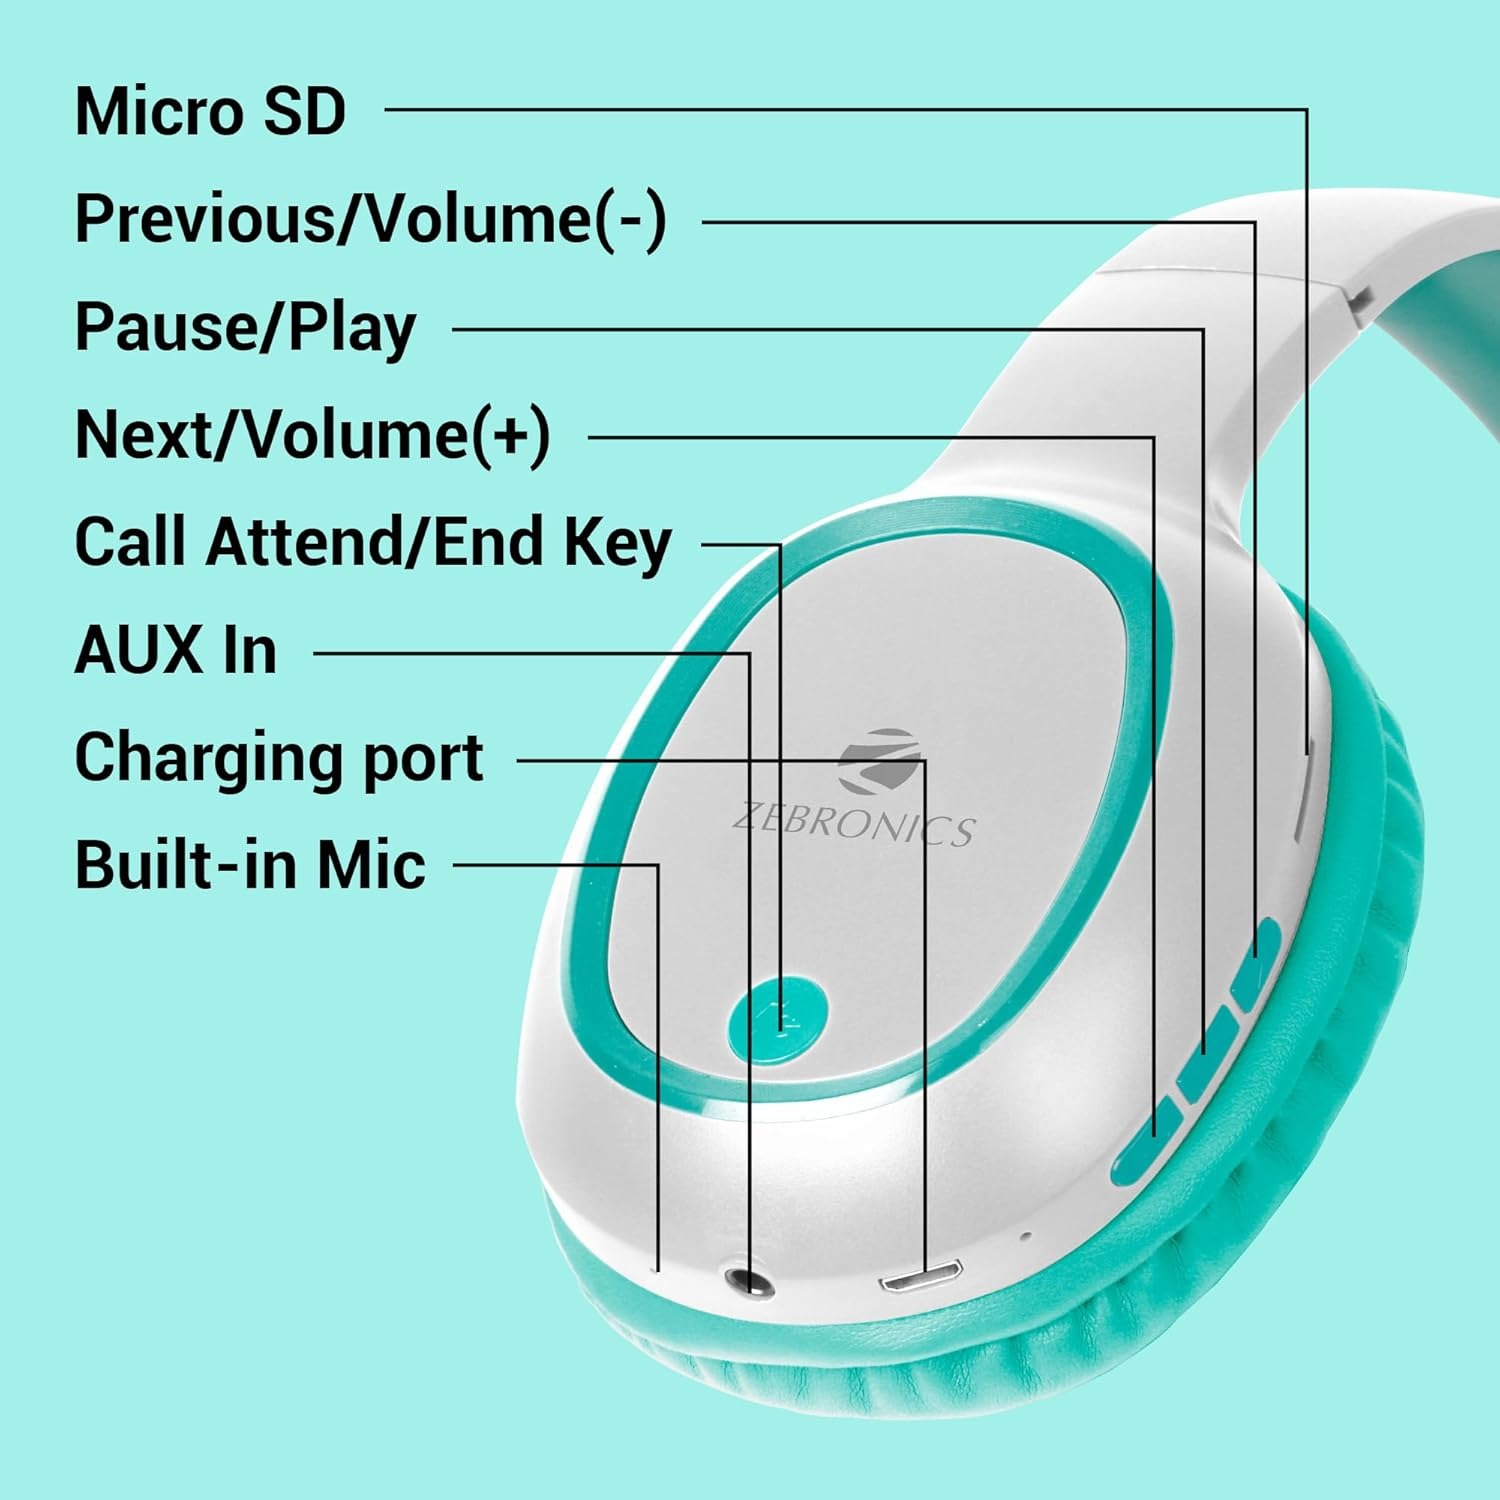 Micro SD
Previous/Volume(-)
Pause/Play
Next/Volume(+)
Call Attend/End Key
AUX In
Charging port
Built-in Mic
ZEBRONICS